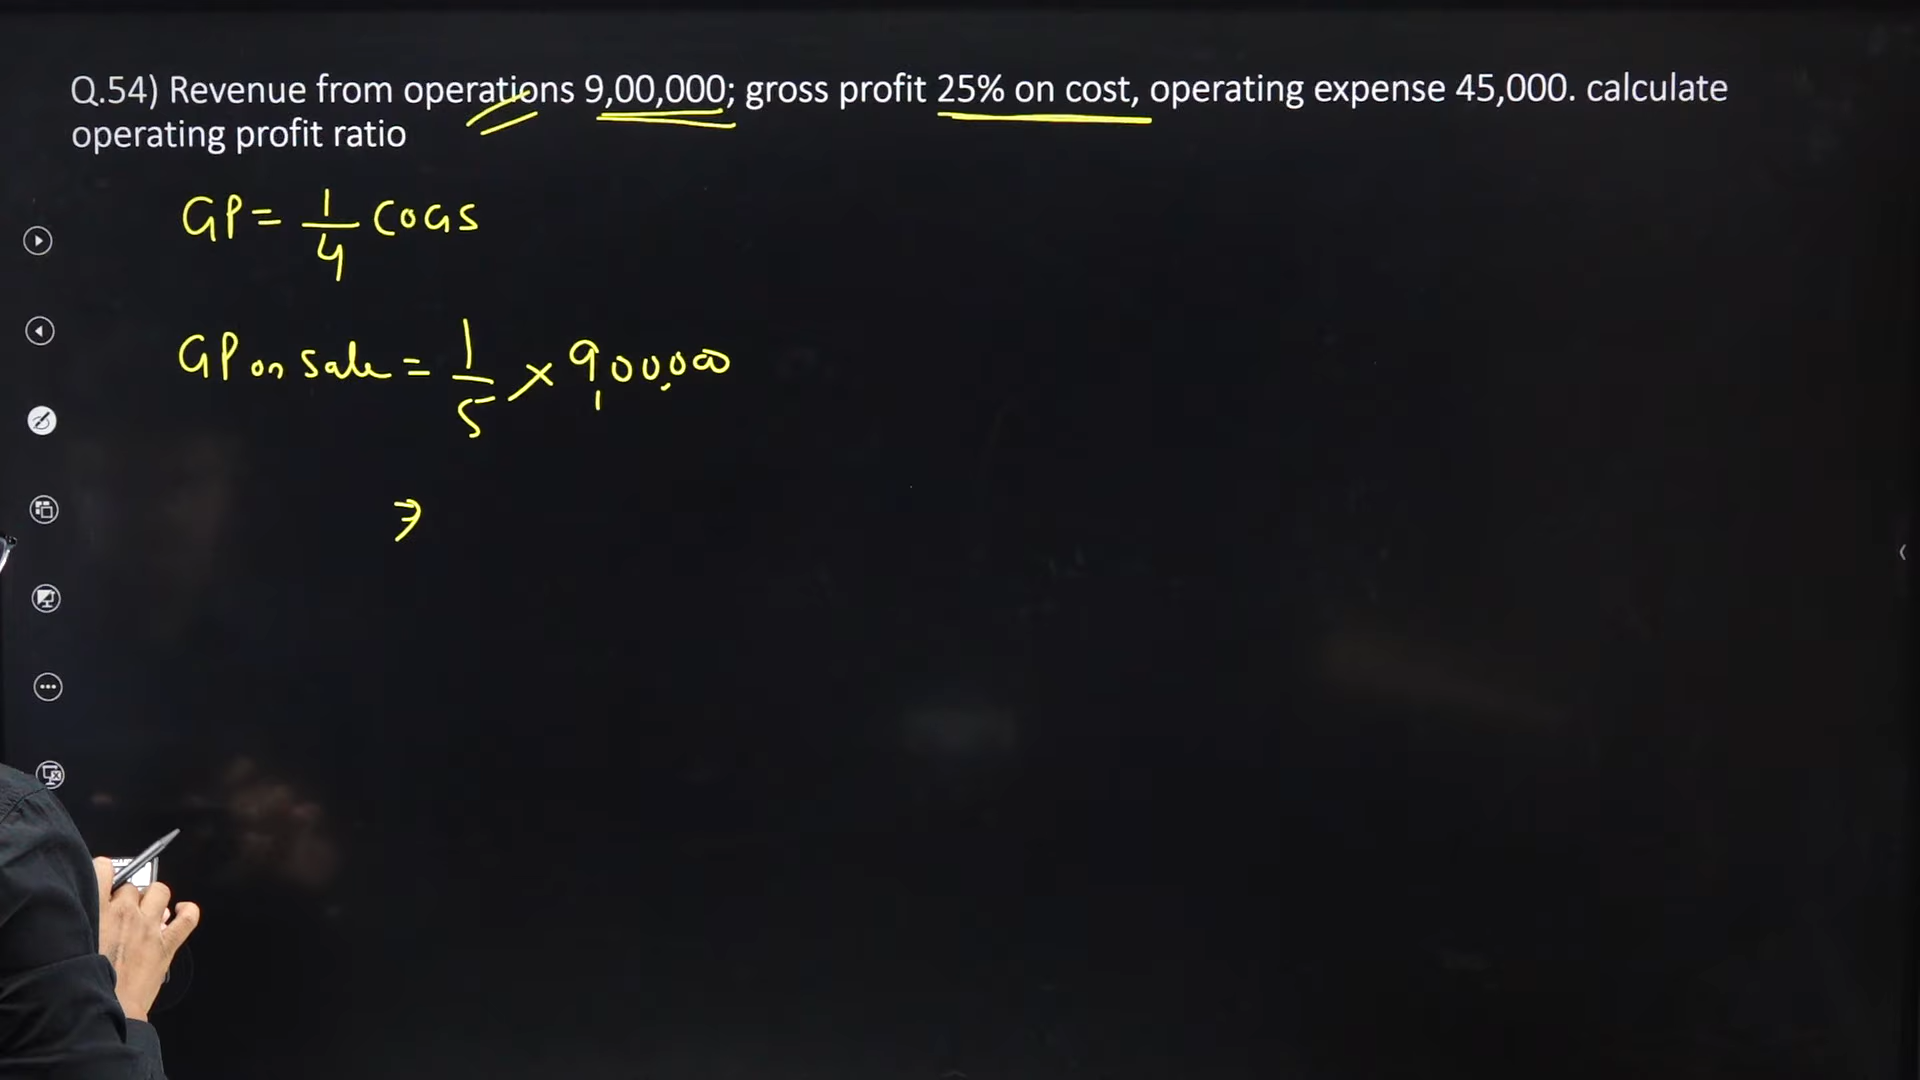 Q.54) Revenue from operations 9,00,000; gross profit 25% on cost, operating expense 45,000. calculate
operating profit ratio
GP = 1/4 COGS
GP on sale = 1/5 × 9,00,000
⇒